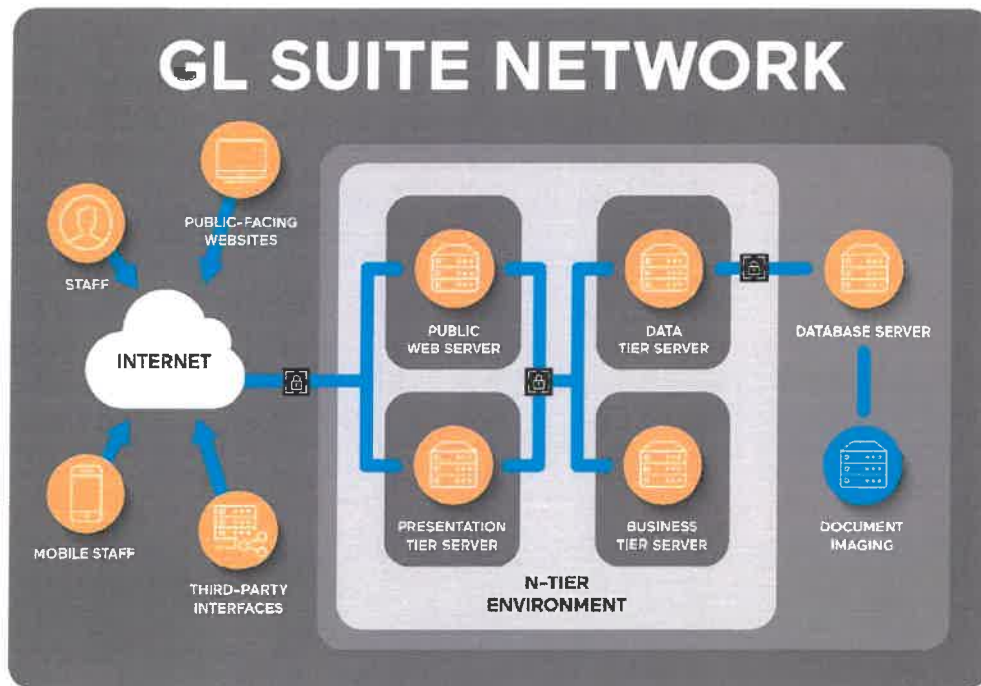 GL SUITE NETWORK
PUBLIC-FACING
WEBSITES
STAFF
INTERNET
MOBILE STAFF
THIRD-PARTY
INTERFACES
PUBLIC
WEB SERVER
PRESENTATION
TIER SERVER
DATA
TIER SERVER
BUSINESS
TIER SERVER
N-TIER
ENVIRONMENT
DATABASE SERVER
DOCUMENT
IMAGING